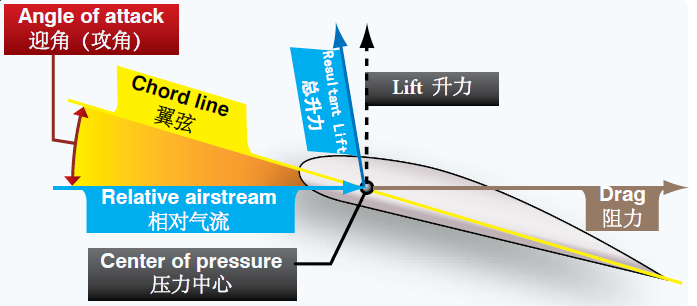 Angle of attack
迎角（攻角）
Chord line
翼弦
Resultant Lift
总升力
Lift 升力
Relative airstream
相对气流
Drag
阻力
Center of pressure
压力中心